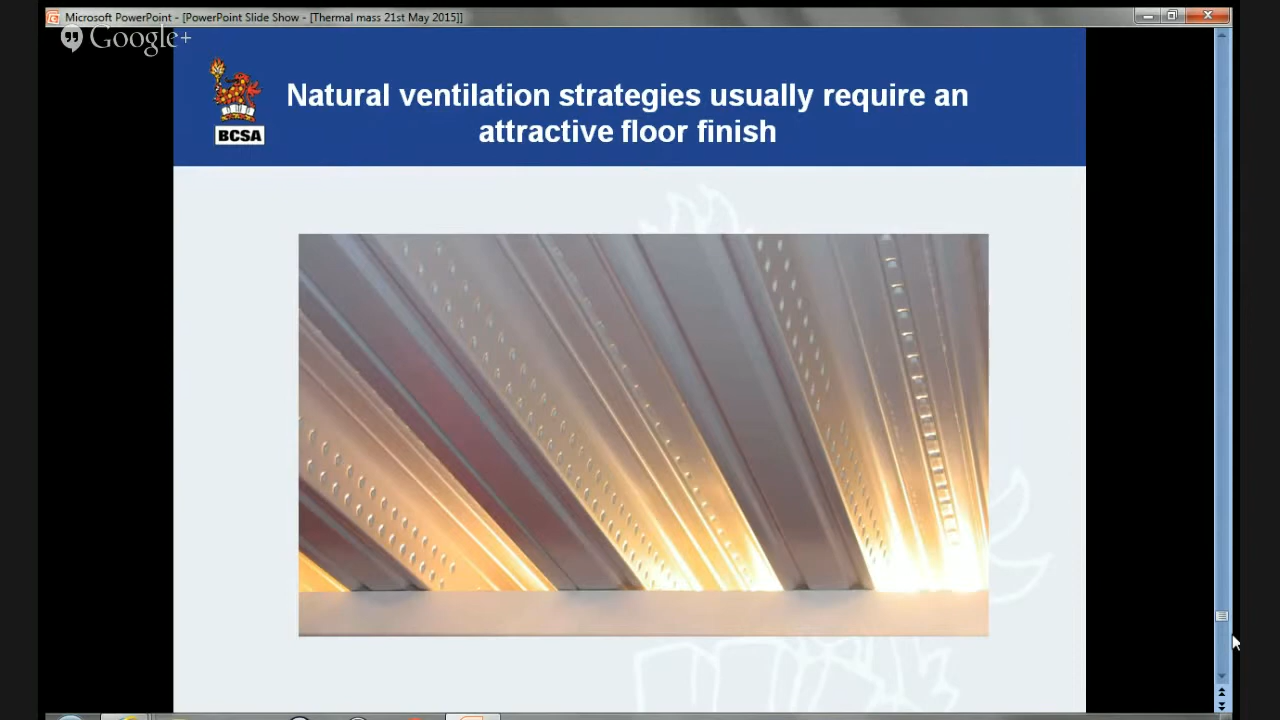 Microsoft PowerPoint - [PowerPoint Slide Show - [Thermal mass 21st May 2015]]
Google+
Natural ventilation strategies usually require an
attractive floor finish
BCSA